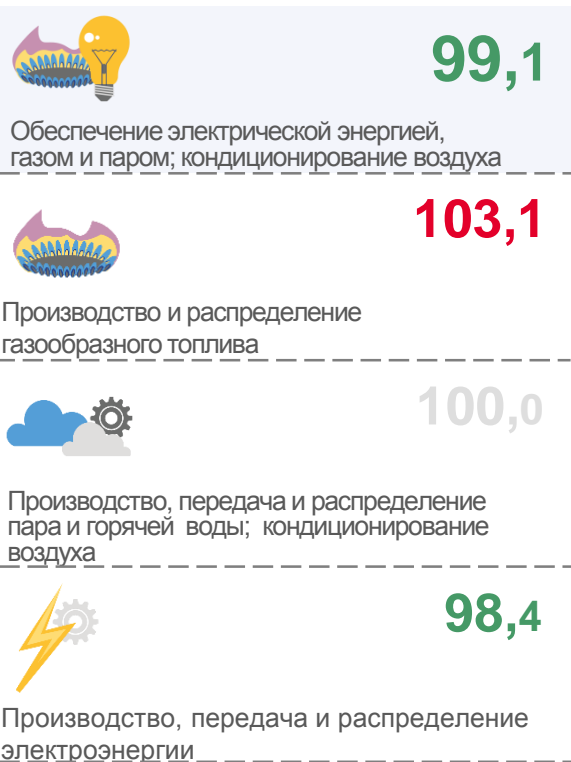 99,1
Обеспечение электрической энергией,
газом и паром; кондиционирование воздуха
103,1
Производство и распределение
газообразного топлива
100,0
Производство, передача и распределение
пара и горячей воды; кондиционирование
воздуха
98,4
Производство, передача и распределение
электроэнергии